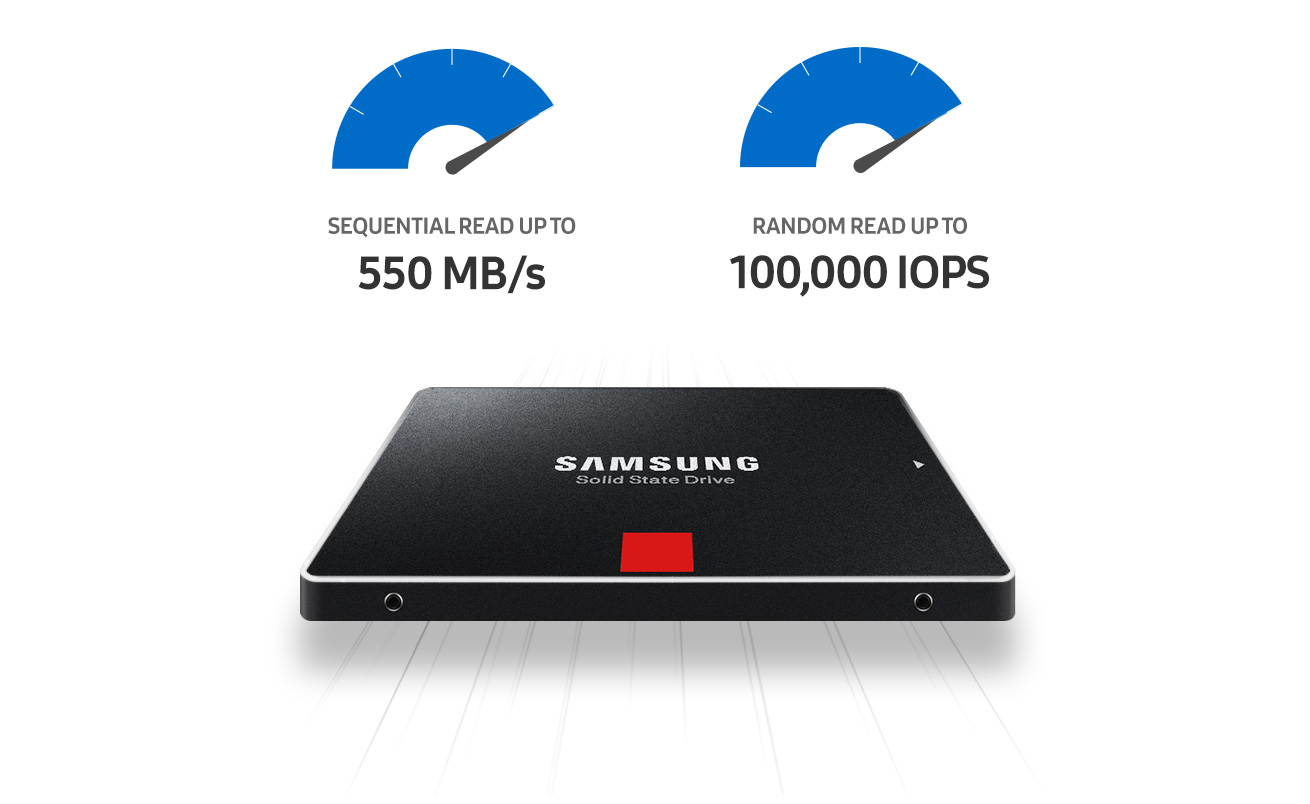 SEQUENTIAL READ UP TO
550 MB/s
RANDOM READ UP TO
100,000 IOPS
SAMSUNG
Solid State Drive